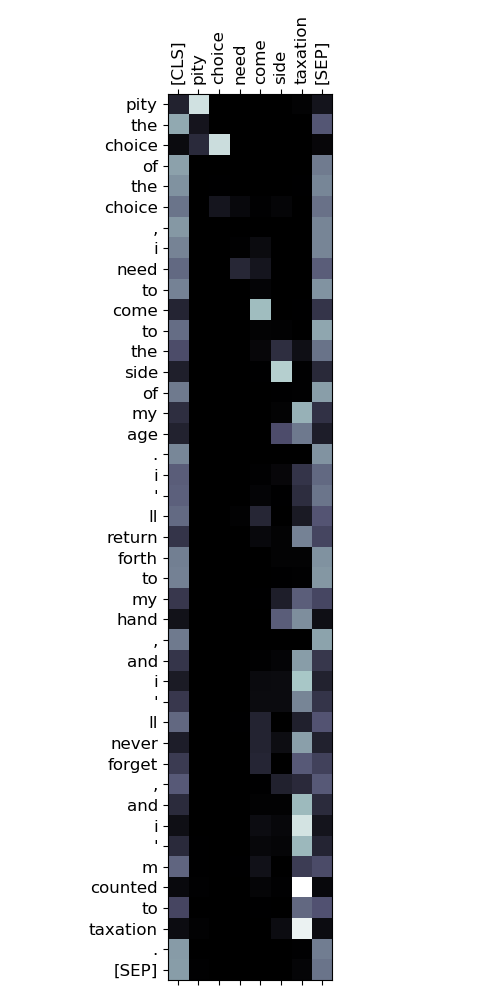 [CLS]
pity
choice
need
come
side
taxation
[SEP]
pity
the
choice
of
the
choice
,
i
need
to
come
to
the
side
of
my
age
.
i
'
ll
return
forth
to
my
hand
,
and
i
'
ll
never
forget
,
and
i
'
m
counted
to
taxation
.
[SEP]